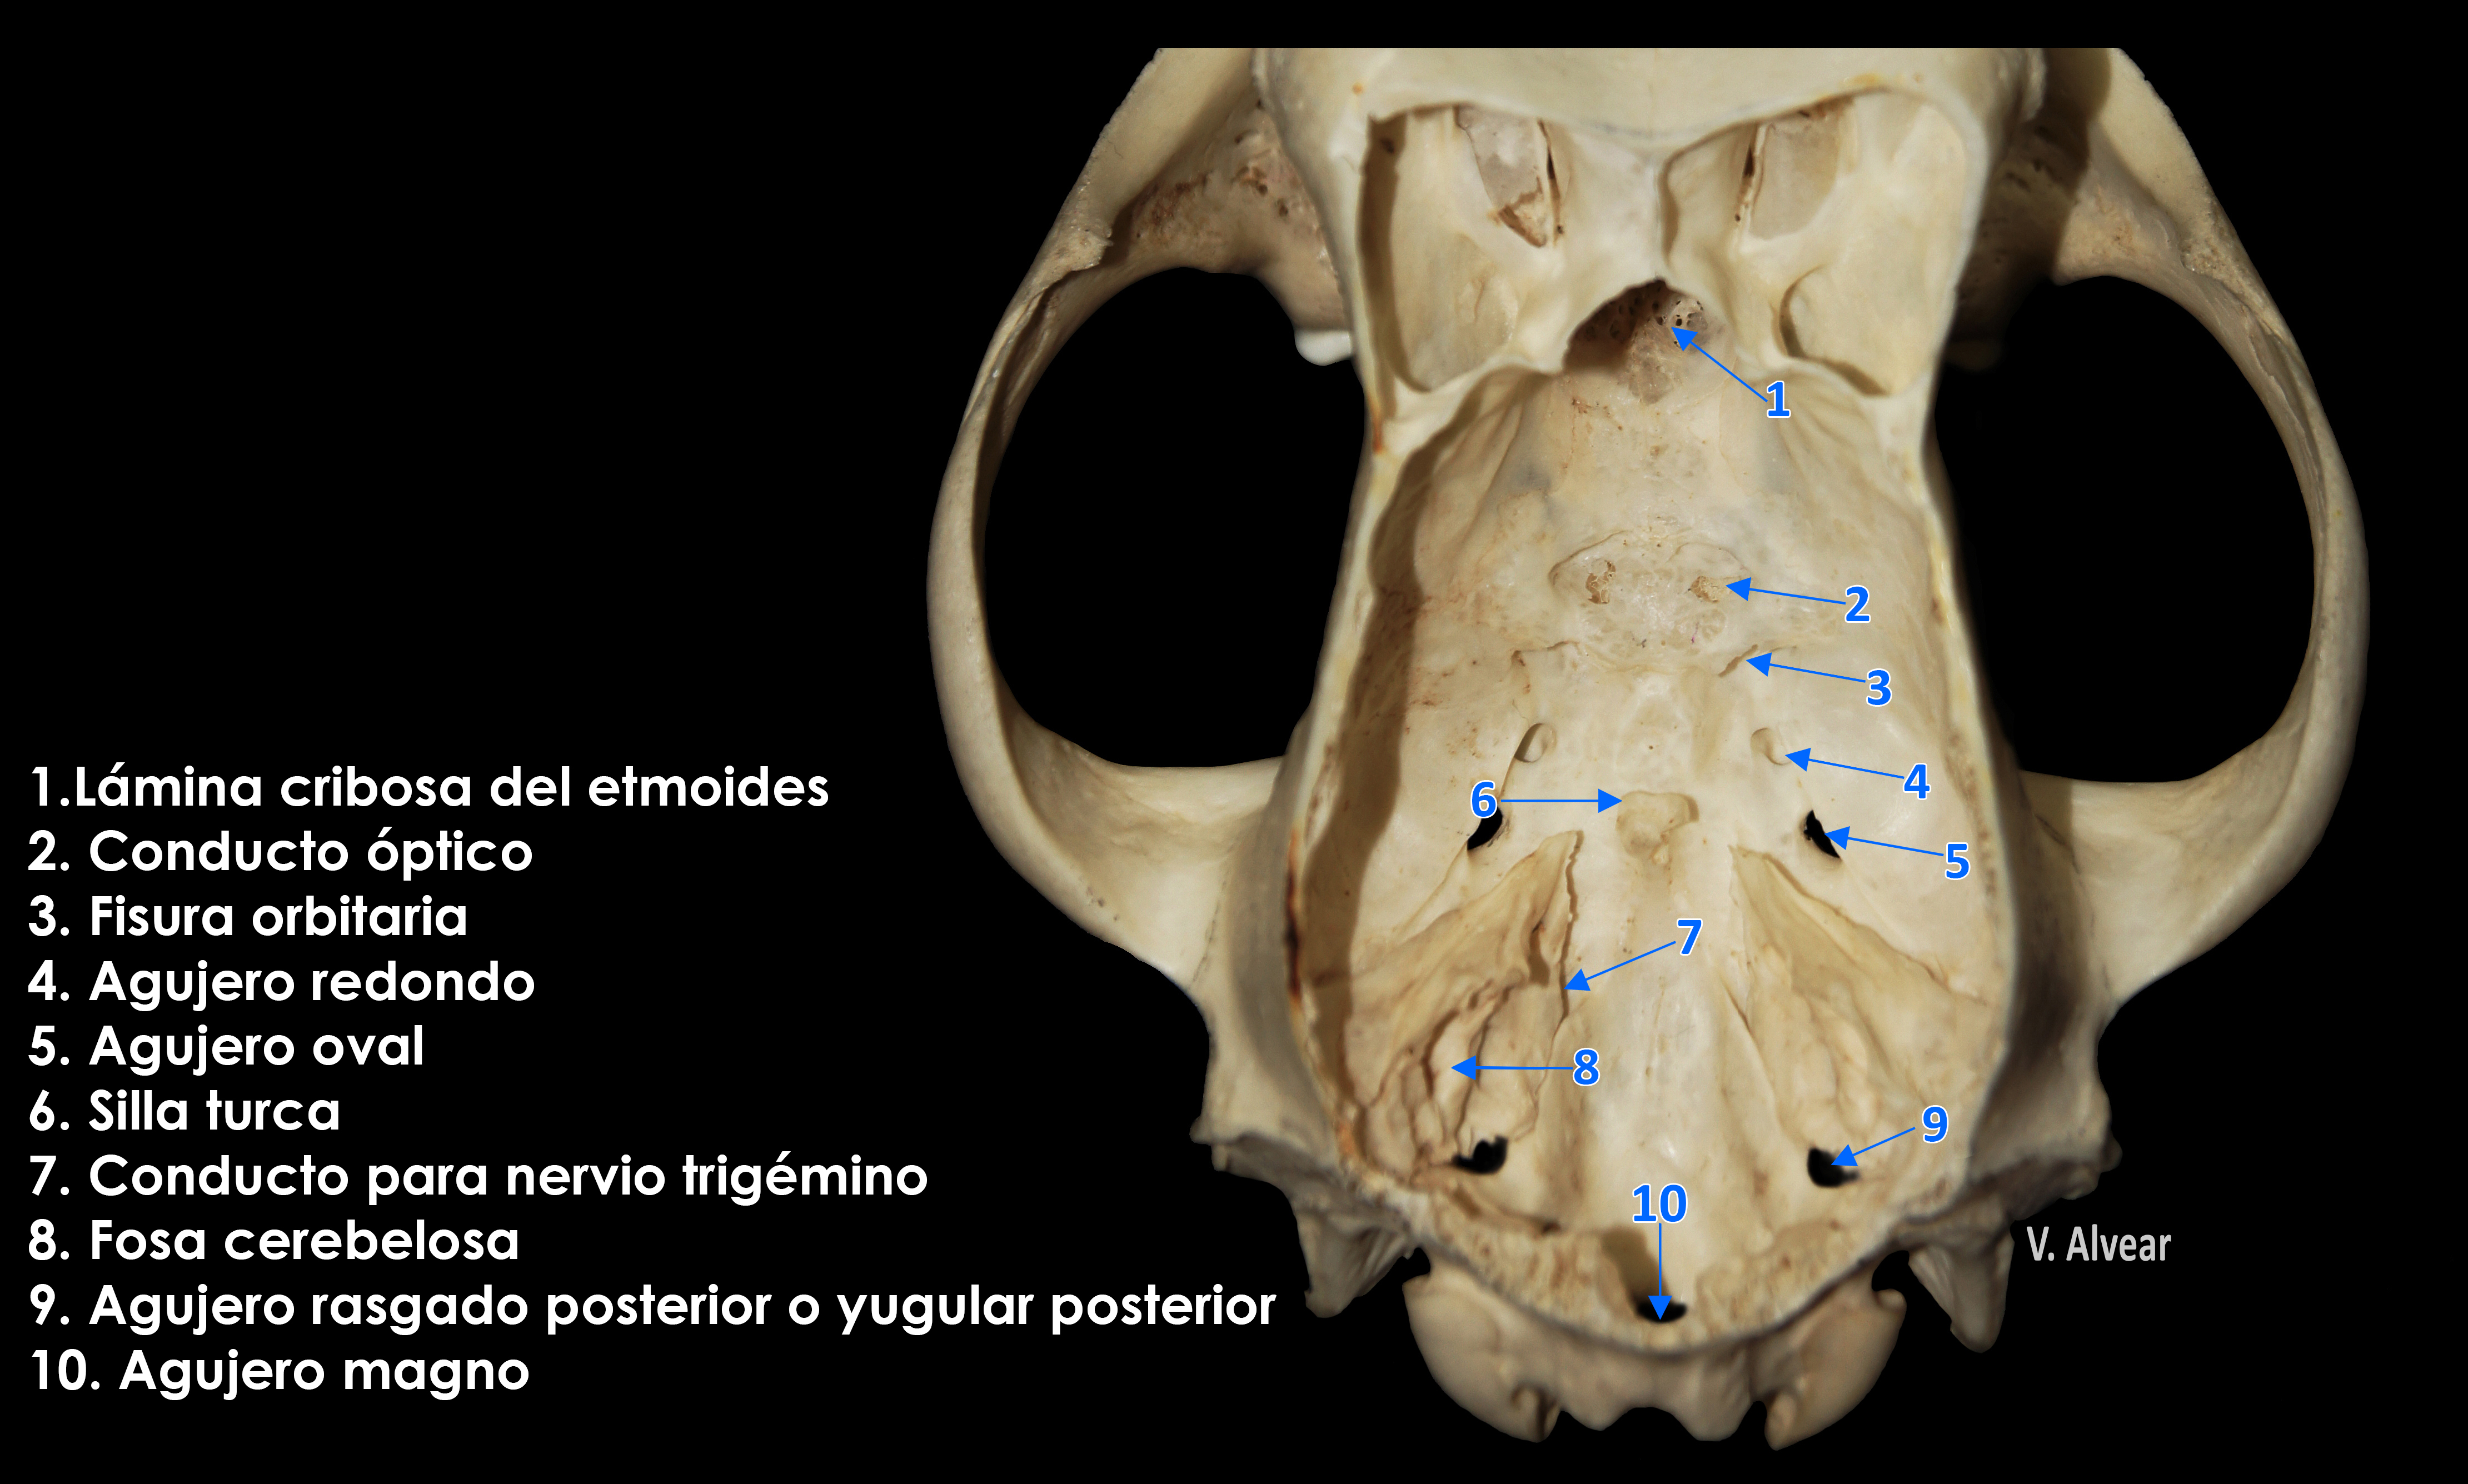 1
2
3
4
6
5
7
8
9
10
1.Lámina cribosa del etmoides
2. Conducto óptico
3. Fisura orbitaria
4. Agujero redondo
5. Agujero oval
6. Silla turca
7. Conducto para nervio trigémino
8. Fosa cerebelosa
9. Agujero rasgado posterior o yugular posterior
10. Agujero magno
V. Alvear